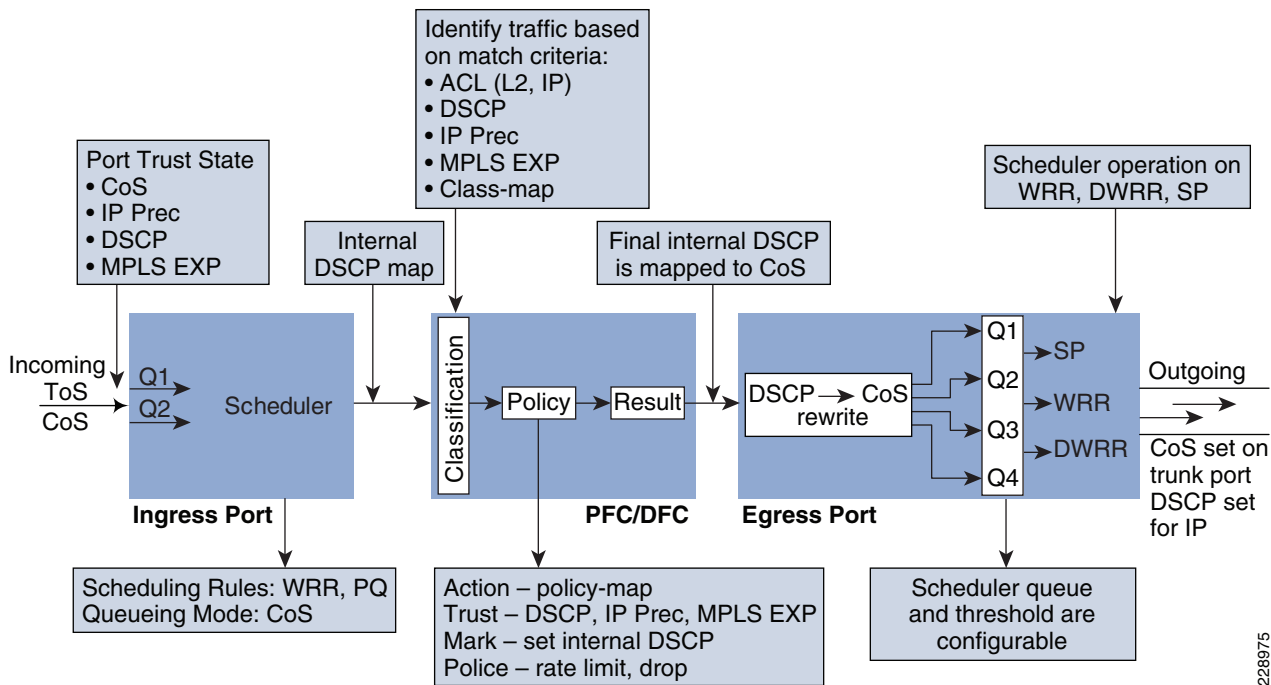 Identify traffic based
on match criteria:
• ACL (L2, IP)
• DSCP
• IP Prec
• MPLS EXP
• Class-map
Port Trust State
• CoS
• IP Prec
• DSCP
• MPLS EXP
Internal
DSCP map
Final internal DSCP
is mapped to CoS
Scheduler operation on
WRR, DWRR, SP
Incoming
ToS
CoS
Q1
Q2
Scheduler
Ingress Port
Classification
Policy
Result
PFC/DFC
DSCP
CoS
rewrite
Q1
Q2
Q3
Q4
SP
WRR
DWRR
Egress Port
Outgoing
CoS set on
trunk port
DSCP set
for IP
Scheduling Rules: WRR, PQ
Queueing Mode: CoS
Action – policy-map
Trust – DSCP, IP Prec, MPLS EXP
Mark – set internal DSCP
Police – rate limit, drop
Scheduler queue
and threshold are
configurable
228975